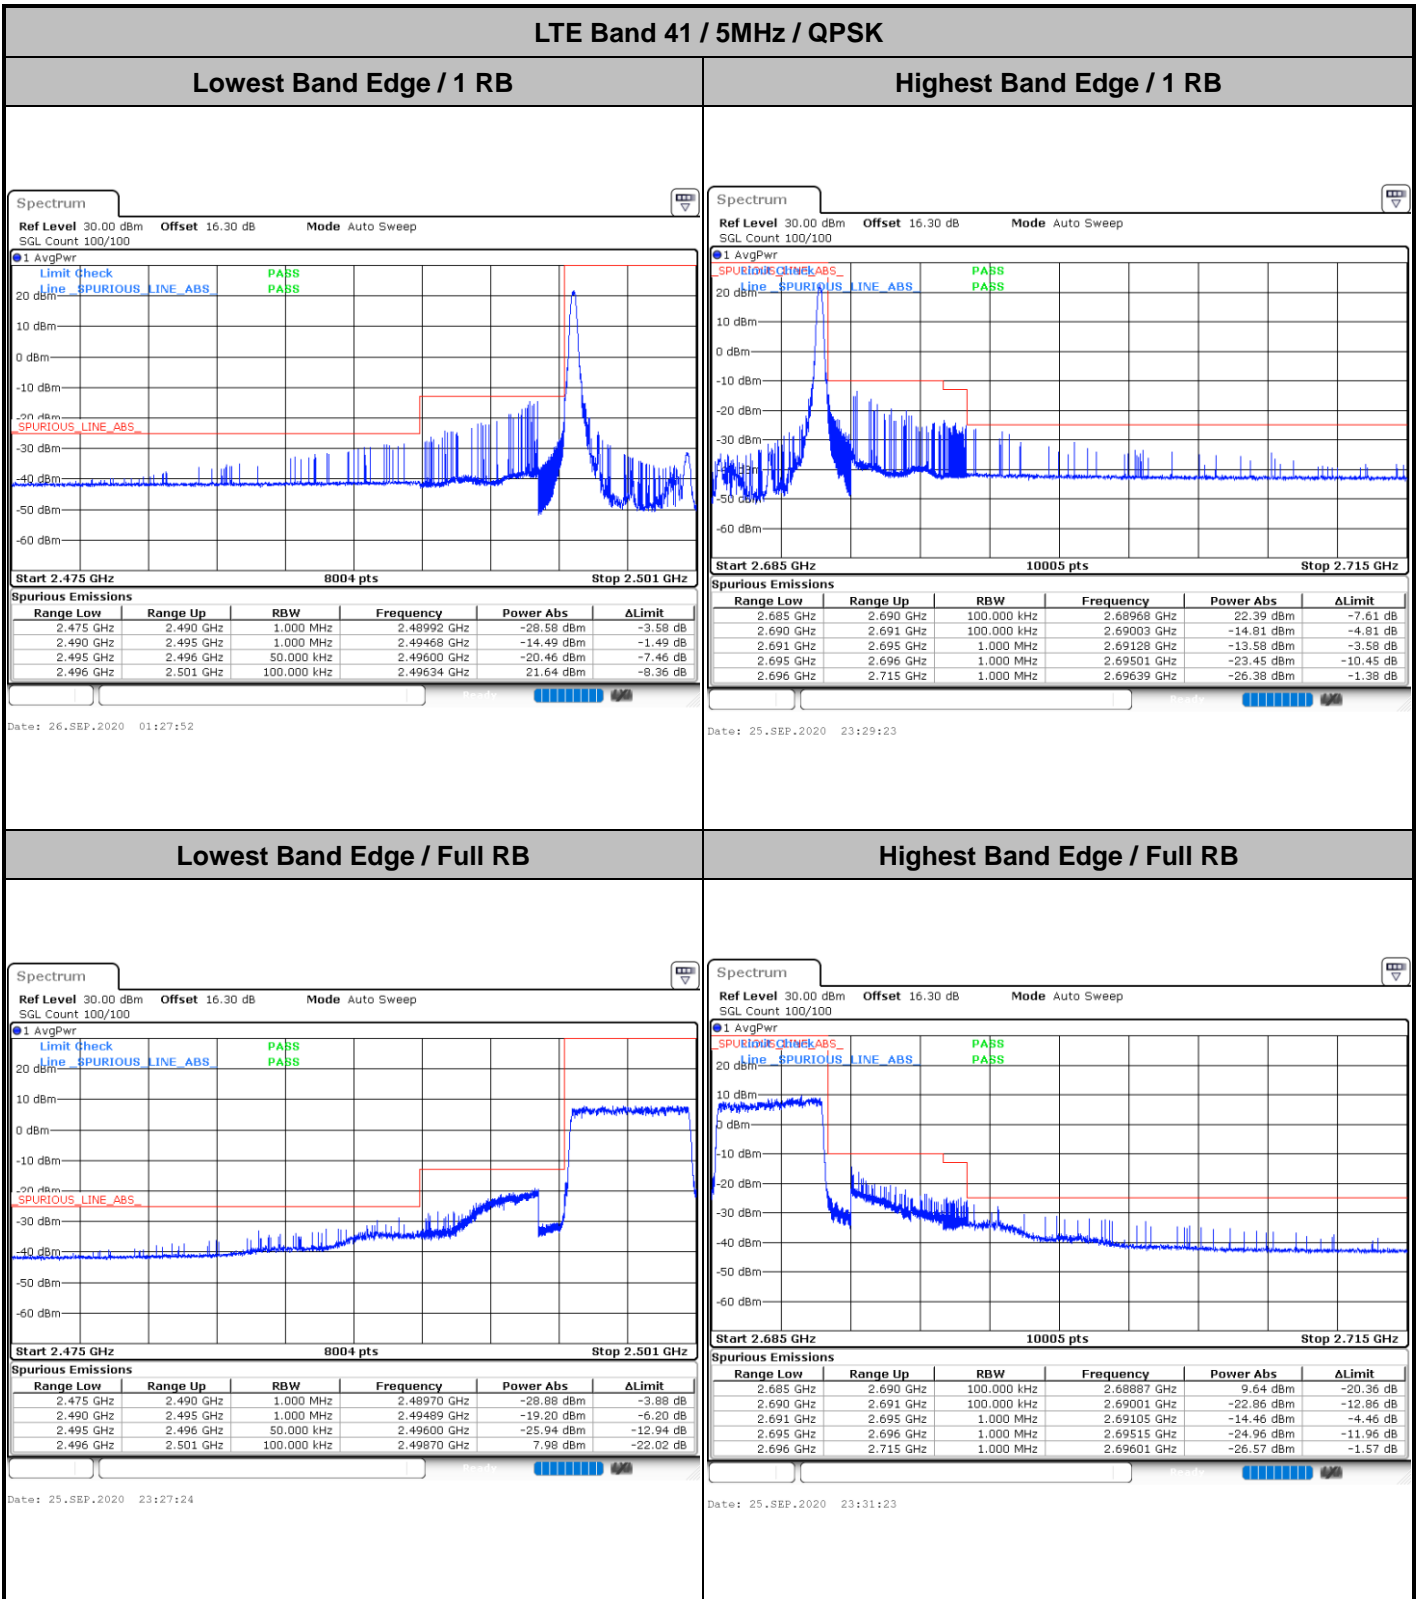 LTE Band 41 / 5MHz / QPSK
Lowest Band Edge / 1 RB
Highest Band Edge / 1 RB
Spectrum
Ref Level 30.00 dBm Offset 16.30 dB Mode Auto Sweep
SGL Count 100/100
1 AvgPwr
Limit Check PASS
Line _SPURIOUS_LINE_ABS_ PASS
20 dBm
10 dBm
0 dBm
-10 dBm
-20 dBm
_SPURIOUS_LINE_ABS_
-30 dBm
-40 dBm
-50 dBm
-60 dBm
Start 2.475 GHz 8004 pts Stop 2.501 GHz
Spurious Emissions
Range Low Range Up RBW Frequency Power Abs ΔLimit
2.475 GHz 2.490 GHz 1.000 MHz 2.48992 GHz -28.58 dBm -3.58 dB
2.490 GHz 2.495 GHz 1.000 MHz 2.49468 GHz -14.49 dBm -1.49 dB
2.495 GHz 2.496 GHz 50.000 kHz 2.49600 GHz -20.46 dBm -7.46 dB
2.496 GHz 2.501 GHz 100.000 kHz 2.49634 GHz 21.64 dBm -8.36 dB
Date: 26.SEP.2020 01:27:52
Spectrum
Ref Level 30.00 dBm Offset 16.30 dB Mode Auto Sweep
SGL Count 100/100
1 AvgPwr
_SPURIOUS_LINE_ABS_
Limit Check PASS
Line _SPURIOUS_LINE_ABS_ PASS
20 dBm
10 dBm
0 dBm
-10 dBm
-20 dBm
-30 dBm
-40 dBm
-50 dBm
-60 dBm
Start 2.685 GHz 10005 pts Stop 2.715 GHz
Spurious Emissions
Range Low Range Up RBW Frequency Power Abs ΔLimit
2.685 GHz 2.690 GHz 100.000 kHz 2.68968 GHz 22.39 dBm -7.61 dB
2.690 GHz 2.691 GHz 100.000 kHz 2.69003 GHz -14.81 dBm -4.81 dB
2.691 GHz 2.695 GHz 1.000 MHz 2.69128 GHz -13.58 dBm -3.58 dB
2.695 GHz 2.696 GHz 1.000 MHz 2.69501 GHz -23.45 dBm -10.45 dB
2.696 GHz 2.715 GHz 1.000 MHz 2.69639 GHz -26.38 dBm -1.38 dB
Date: 25.SEP.2020 23:29:23
Lowest Band Edge / Full RB
Highest Band Edge / Full RB
Spectrum
Ref Level 30.00 dBm Offset 16.30 dB Mode Auto Sweep
SGL Count 100/100
1 AvgPwr
Limit Check PASS
Line _SPURIOUS_LINE_ABS_ PASS
20 dBm
10 dBm
0 dBm
-10 dBm
-20 dBm
_SPURIOUS_LINE_ABS_
-30 dBm
-40 dBm
-50 dBm
-60 dBm
Start 2.475 GHz 8004 pts Stop 2.501 GHz
Spurious Emissions
Range Low Range Up RBW Frequency Power Abs ΔLimit
2.475 GHz 2.490 GHz 1.000 MHz 2.48970 GHz -28.88 dBm -3.88 dB
2.490 GHz 2.495 GHz 1.000 MHz 2.49489 GHz -19.20 dBm -6.20 dB
2.495 GHz 2.496 GHz 50.000 kHz 2.49600 GHz -25.94 dBm -12.94 dB
2.496 GHz 2.501 GHz 100.000 kHz 2.49870 GHz 7.98 dBm -22.02 dB
Date: 25.SEP.2020 23:27:24
Spectrum
Ref Level 30.00 dBm Offset 16.30 dB Mode Auto Sweep
SGL Count 100/100
1 AvgPwr
_SPURIOUS_LINE_ABS_
Limit Check PASS
Line _SPURIOUS_LINE_ABS_ PASS
20 dBm
10 dBm
0 dBm
-10 dBm
-20 dBm
-30 dBm
-40 dBm
-50 dBm
-60 dBm
Start 2.685 GHz 10005 pts Stop 2.715 GHz
Spurious Emissions
Range Low Range Up RBW Frequency Power Abs ΔLimit
2.685 GHz 2.690 GHz 100.000 kHz 2.68887 GHz 9.64 dBm -20.36 dB
2.690 GHz 2.691 GHz 100.000 kHz 2.69001 GHz -22.86 dBm -12.86 dB
2.691 GHz 2.695 GHz 1.000 MHz 2.69105 GHz -14.46 dBm -4.46 dB
2.695 GHz 2.696 GHz 1.000 MHz 2.69515 GHz -24.96 dBm -11.96 dB
2.696 GHz 2.715 GHz 1.000 MHz 2.69601 GHz -26.57 dBm -1.57 dB
Date: 25.SEP.2020 23:31:23